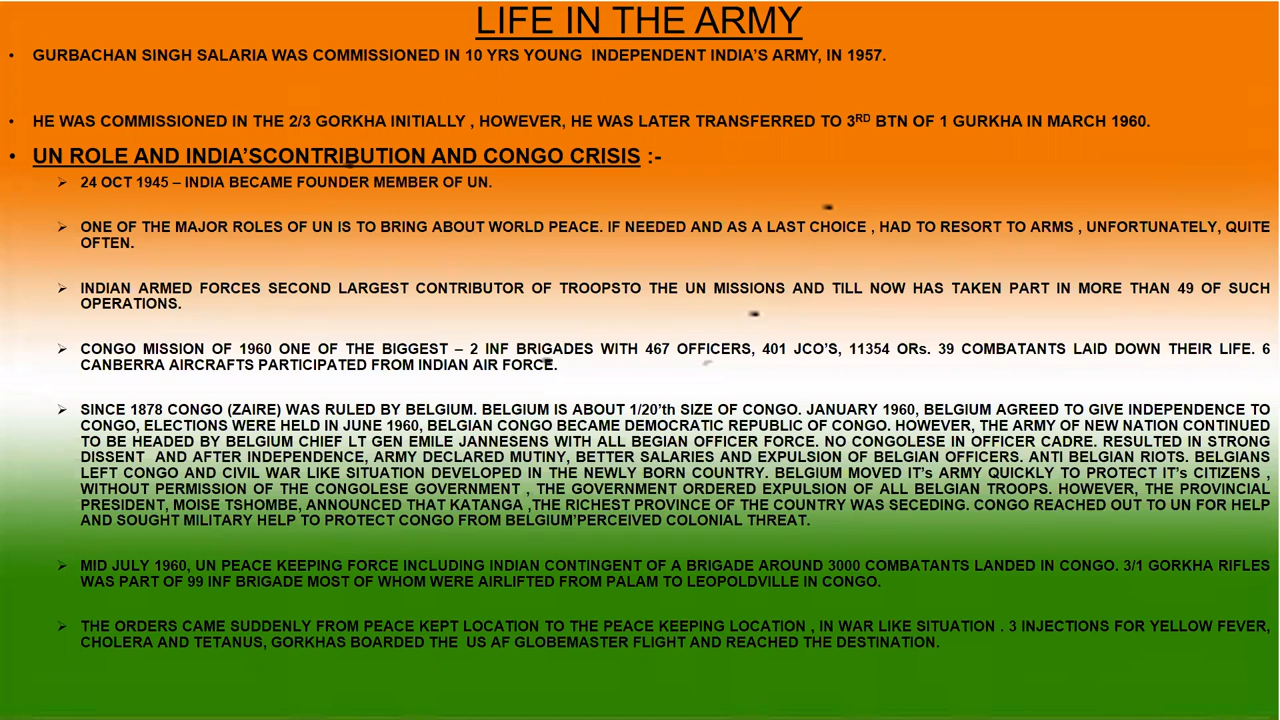 LIFE IN THE ARMY
• GURBACHAN SINGH SALARIA WAS COMMISSIONED IN 10 YRS YOUNG INDEPENDENT INDIA'S ARMY, IN 1957.
• HE WAS COMMISSIONED IN THE 2/3 GORKHA INITIALLY , HOWEVER, HE WAS LATER TRANSFERRED TO 3RD BTN OF 1 GURKHA IN MARCH 1960.
• UN ROLE AND INDIA'SCONTRIBUTION AND CONGO CRISIS :-
➢ 24 OCT 1945 – INDIA BECAME FOUNDER MEMBER OF UN.
➢ ONE OF THE MAJOR ROLES OF UN IS TO BRING ABOUT WORLD PEACE. IF NEEDED AND AS A LAST CHOICE , HAD TO RESORT TO ARMS , UNFORTUNATELY, QUITE
OFTEN.
➢ INDIAN ARMED FORCES SECOND LARGEST CONTRIBUTOR OF TROOPSTO THE UN MISSIONS AND TILL NOW HAS TAKEN PART IN MORE THAN 49 OF SUCH
OPERATIONS.
➢ CONGO MISSION OF 1960 ONE OF THE BIGGEST – 2 INF BRIGADES WITH 467 OFFICERS, 401 JCO'S, 11354 ORs. 39 COMBATANTS LAID DOWN THEIR LIFE. 6
CANBERRA AIRCRAFTS PARTICIPATED FROM INDIAN AIR FORCE.
➢ SINCE 1878 CONGO (ZAIRE) WAS RULED BY BELGIUM. BELGIUM IS ABOUT 1/20'th SIZE OF CONGO. JANUARY 1960, BELGIUM AGREED TO GIVE INDEPENDENCE TO
CONGO, ELECTIONS WERE HELD IN JUNE 1960, BELGIAN CONGO BECAME DEMOCRATIC REPUBLIC OF CONGO. HOWEVER, THE ARMY OF NEW NATION CONTINUED
TO BE HEADED BY BELGIUM CHIEF LT GEN EMILE JANNESENS WITH ALL BEGIAN OFFICER FORCE. NO CONGOLESE IN OFFICER CADRE. RESULTED IN STRONG
DISSENT AND AFTER INDEPENDENCE, ARMY DECLARED MUTINY, BETTER SALARIES AND EXPULSION OF BELGIAN OFFICERS. ANTI BELGIAN RIOTS. BELGIANS
LEFT CONGO AND CIVIL WAR LIKE SITUATION DEVELOPED IN THE NEWLY BORN COUNTRY. BELGIUM MOVED IT's ARMY QUICKLY TO PROTECT IT's CITIZENS ,
WITHOUT PERMISSION OF THE CONGOLESE GOVERNMENT , THE GOVERNMENT ORDERED EXPULSION OF ALL BELGIAN TROOPS. HOWEVER, THE PROVINCIAL
PRESIDENT, MOISE TSHOMBE, ANNOUNCED THAT KATANGA ,THE RICHEST PROVINCE OF THE COUNTRY WAS SECEDING. CONGO REACHED OUT TO UN FOR HELP
AND SOUGHT MILITARY HELP TO PROTECT CONGO FROM BELGIUM'PERCEIVED COLONIAL THREAT.
➢ MID JULY 1960, UN PEACE KEEPING FORCE INCLUDING INDIAN CONTINGENT OF A BRIGADE AROUND 3000 COMBATANTS LANDED IN CONGO. 3/1 GORKHA RIFLES
WAS PART OF 99 INF BRIGADE MOST OF WHOM WERE AIRLIFTED FROM PALAM TO LEOPOLDVILLE IN CONGO.
➢ THE ORDERS CAME SUDDENLY FROM PEACE KEPT LOCATION TO THE PEACE KEEPING LOCATION , IN WAR LIKE SITUATION . 3 INJECTIONS FOR YELLOW FEVER,
CHOLERA AND TETANUS, GORKHAS BOARDED THE US AF GLOBEMASTER FLIGHT AND REACHED THE DESTINATION.